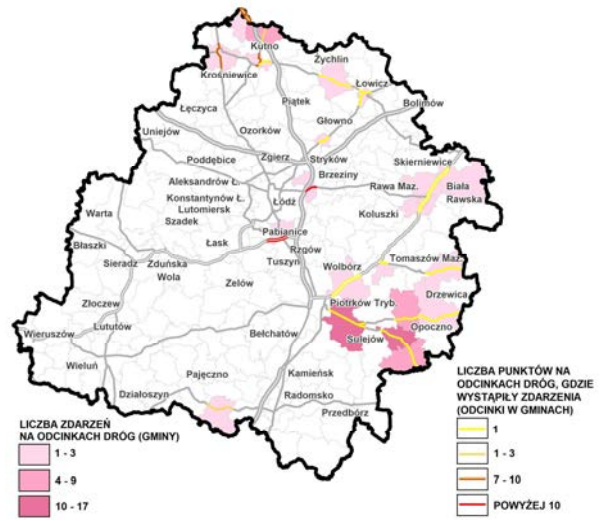 Kutno
Żychlin
Krośniewice
Łowicz
Piątek
Bolimów
Łęczyca
Głowno
Uniejów
Ozorków
Skierniewice
Poddębice
Zgierz
Stryków
Brzeziny
Aleksandrów Ł.
Rawa Maz.
Biała
Rawska
Konstantynów Ł.
Łódź
Lutomiersk
Koluszki
Warta
Szadek
Pabianice
Błaszki
Łask
Rzgów
Sieradz
Zduńska
Wola
Tuszyn
Wolbórz
Tomaszów Maz.
Zelów
Drzewica
Złoczew
Piotrków Tryb.
Wieruszów
Lututów
Bełchatów
Sulejów
Opoczno
Wieluń
Pajęczno
Kamieńsk
Działoszyn
Radomsko
Przedbórz
LICZBA ZDARZEŃ
NA ODCINKACH DRÓG (GMINY)
1 - 3
4 - 9
10 - 17
LICZBA PUNKTÓW NA
ODCINKACH DRÓG, GDZIE
WYSTĄPIŁY ZDARZENIA
(ODCINKI W GMINACH)
1
1 - 3
7 - 10
POWYŻEJ 10